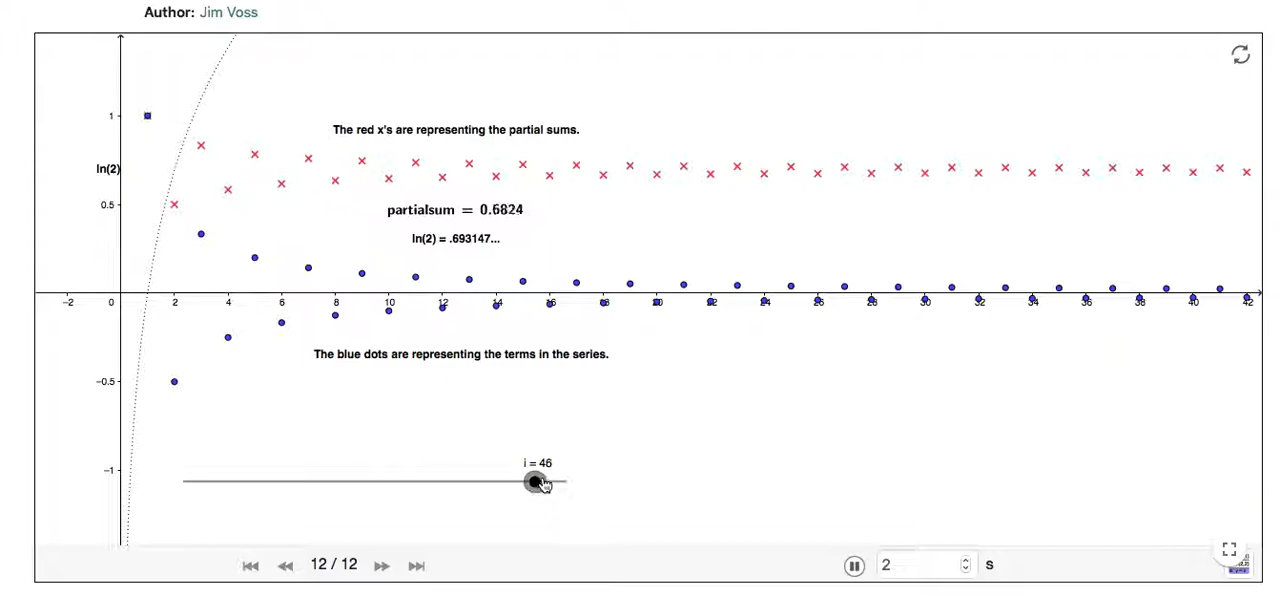 Author: Jim Voss
1
The red x's are representing the partial sums.
ln(2)
0.5
partialsum = 0.6824
ln(2) = .693147...
−2 0 2 4 6 8 10 12 14 16 18 20 22 24 26 28 30 32 34 36 38 40 42
The blue dots are representing the terms in the series.
−0.5
i = 46
−1
12 / 12
2 s